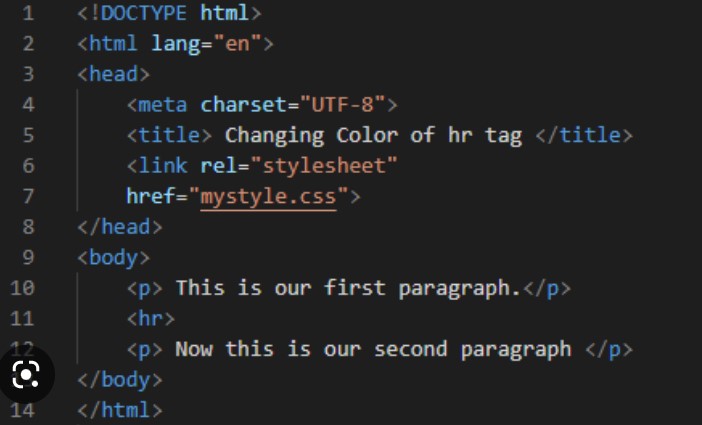 1 <!DOCTYPE html>
2 <html lang="en">
3 <head>
4 <meta charset="UTF-8">
5 <title> Changing Color of hr tag </title>
6 <link rel="stylesheet"
7 href="mystyle.css">
8 </head>
9 <body>
10 <p> This is our first paragraph.</p>
11 <hr>
12 <p> Now this is our second paragraph </p>
</body>
14 </html>